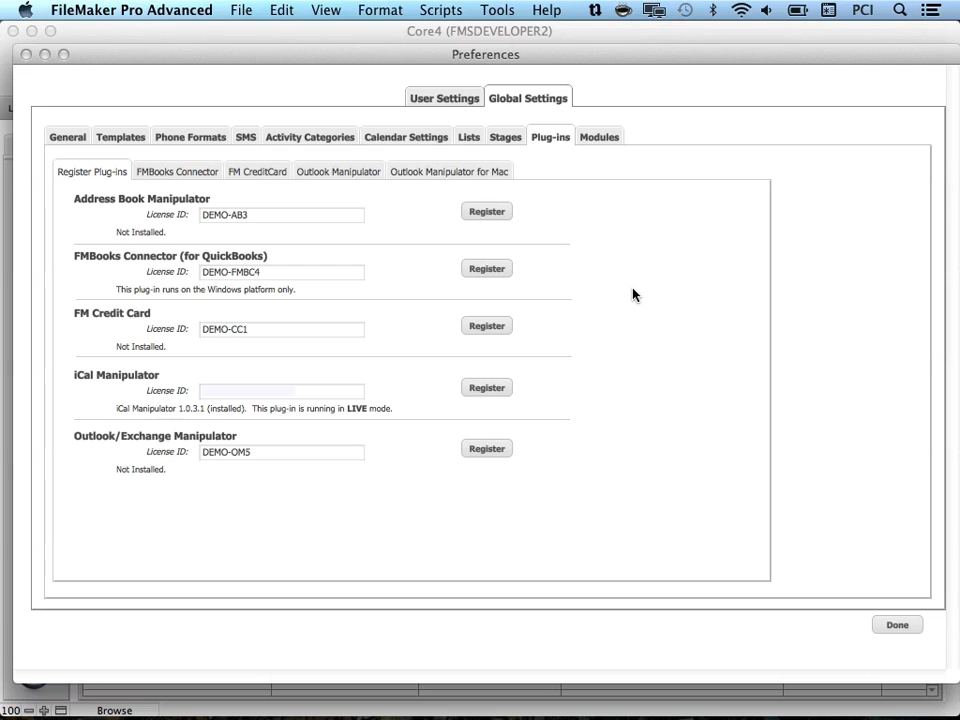 FileMaker Pro Advanced File Edit View Format Scripts Tools Window Help PCI
Core4 (FMSDEVELOPER2)
Preferences
User Settings Global Settings
General Templates Phone Formats SMS Activity Categories Calendar Settings Lists Stages Plug-ins Modules
Register Plug-ins FMBooks Connector FM CreditCard Outlook Manipulator Outlook Manipulator for Mac
Address Book Manipulator
License ID: DEMO-AB3 Register
Not Installed.
FMBooks Connector (for QuickBooks)
License ID: DEMO-FMBC4 Register
This plug-in runs on the Windows platform only.
FM Credit Card
License ID: DEMO-CC1 Register
Not Installed.
iCal Manipulator
License ID: Register
iCal Manipulator 1.0.3.1 (installed). This plug-in is running in LIVE mode.
Outlook/Exchange Manipulator
License ID: DEMO-OM5 Register
Not Installed.
Done
100 Browse